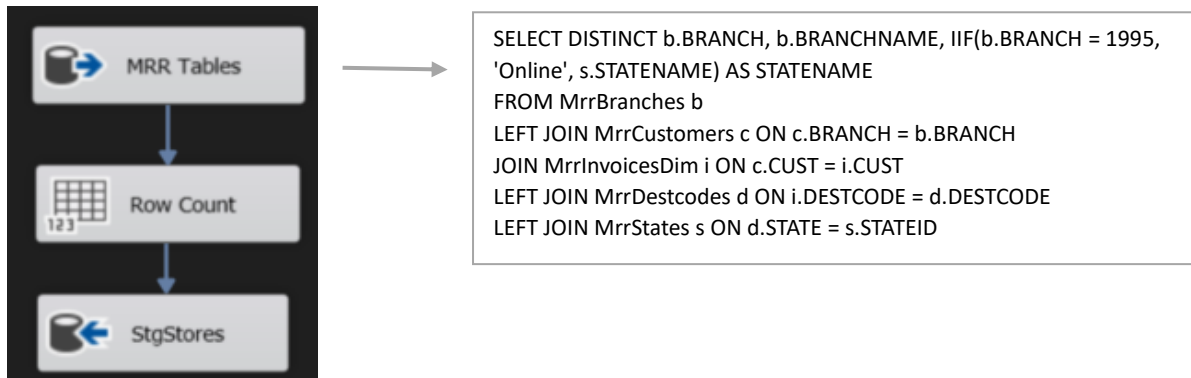 MRR Tables
123
Row Count
StgStores
SELECT DISTINCT b.BRANCH, b.BRANCHNAME, IIF(b.BRANCH = 1995,
'Online', s.STATENAME) AS STATENAME
FROM MrrBranches b
LEFT JOIN MrrCustomers c ON c.BRANCH = b.BRANCH
JOIN MrrInvoicesDim i ON c.CUST = i.CUST
LEFT JOIN MrrDestcodes d ON i.DESTCODE = d.DESTCODE
LEFT JOIN MrrStates s ON d.STATE = s.STATEID